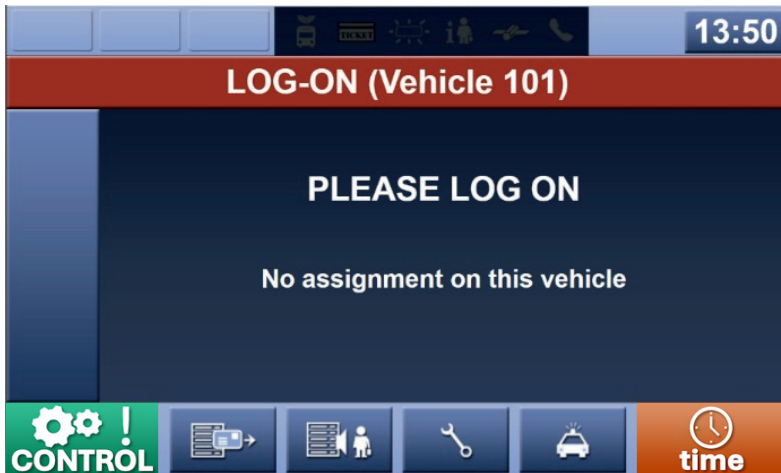 TICKET
13:50
LOG-ON (Vehicle 101)
PLEASE LOG ON
No assignment on this vehicle
CONTROL
time